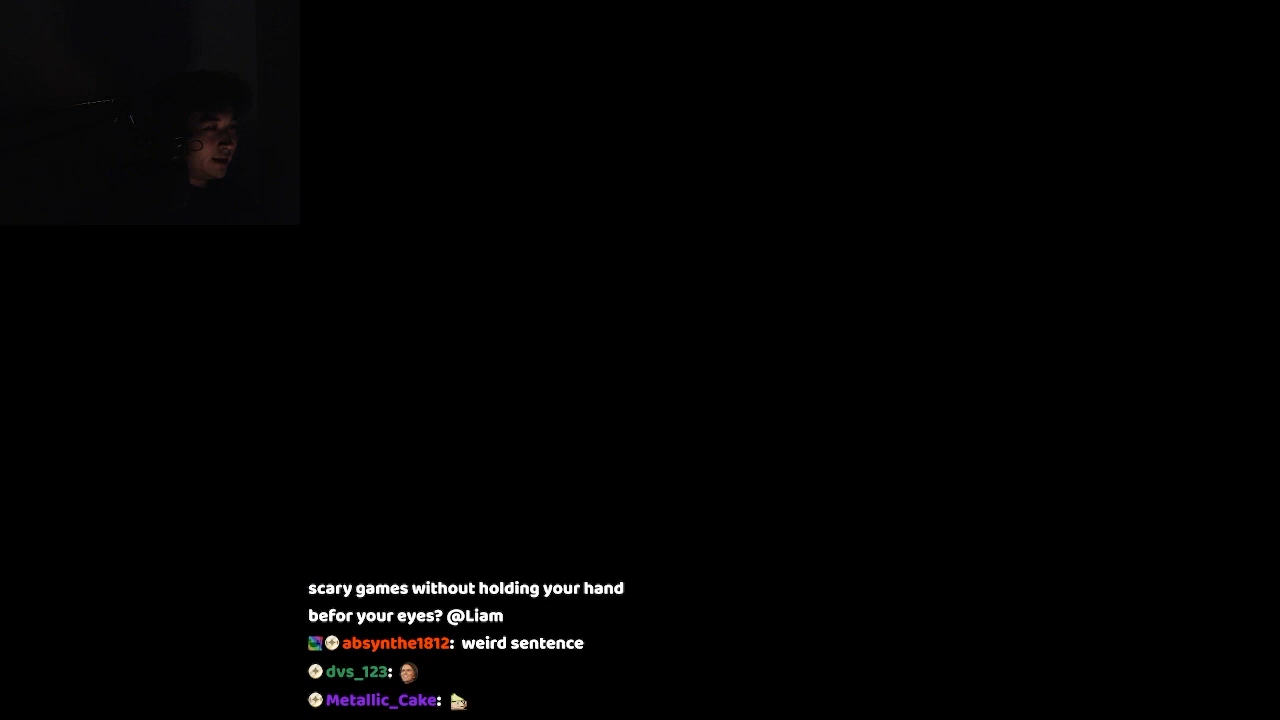 scary games without holding your hand
befor your eyes? @Liam
absynthe1812: weird sentence
dvs_123:
Metallic_Cake: